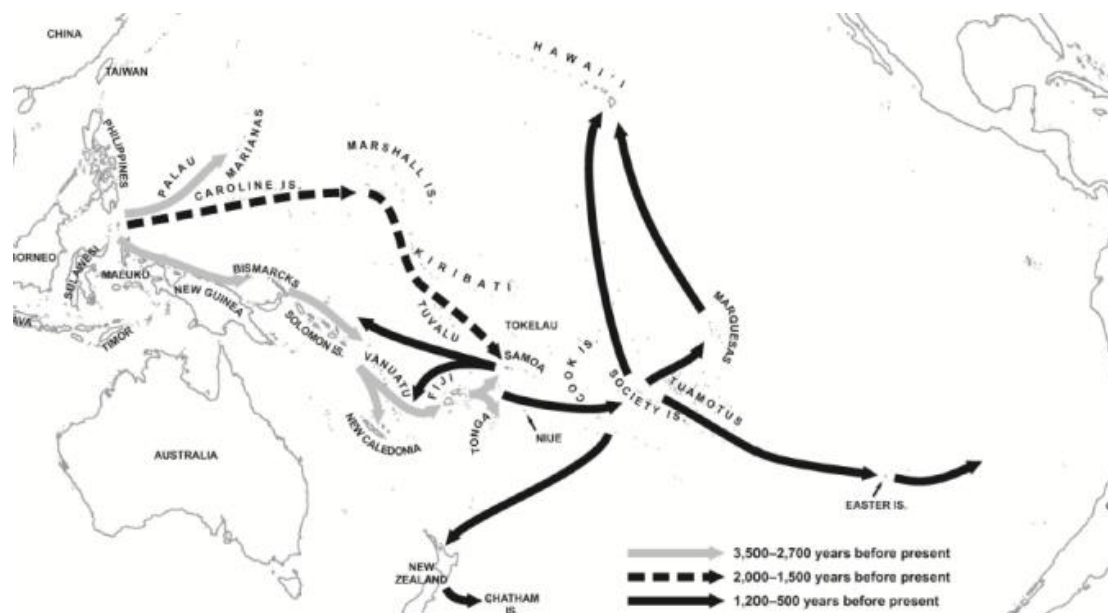 CHINA
TAIWAN
HAWAI'I
PHILIPPINES
PALAU
MARIANAS
CAROLINE IS.
MARSHALL IS.
BORNEO
SULAWESI
MALUKU
BISMARCKS
NEW GUINEA
KIRIBATI
AVA
TIMOR
SOLOMON IS.
TUVALU
TOKELAU
SAMOA
COOK IS.
MARQUESAS
VANUATU
FIJI
SOCIETY IS.
TUAMOTUS
NEW CALEDONIA
TONGA
NIUE
AUSTRALIA
EASTER IS.
NEW
ZEALAND
CHATHAM
IS.
3,500–2,700 years before present
2,000–1,500 years before present
1,200–500 years before present